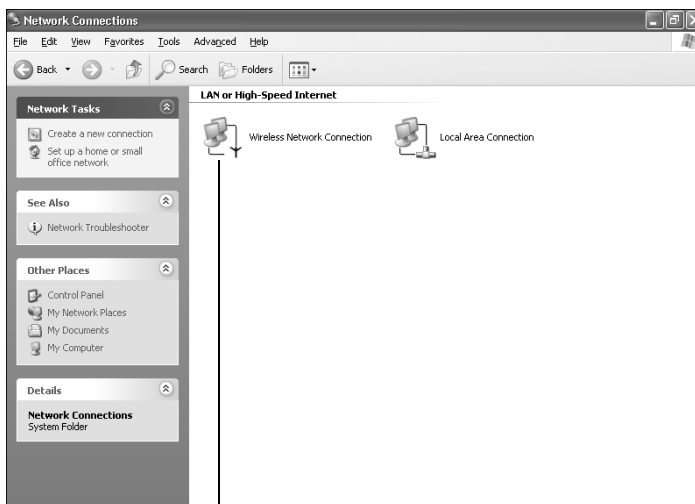 Network Connections
File Edit View Favorites Tools Advanced Help
Back Search Folders
Network Tasks
Create a new connection
Set up a home or small
office network
See Also
Network Troubleshooter
Other Places
Control Panel
My Network Places
My Documents
My Computer
Details
Network Connections
System Folder
LAN or High-Speed Internet
Wireless Network Connection
Local Area Connection